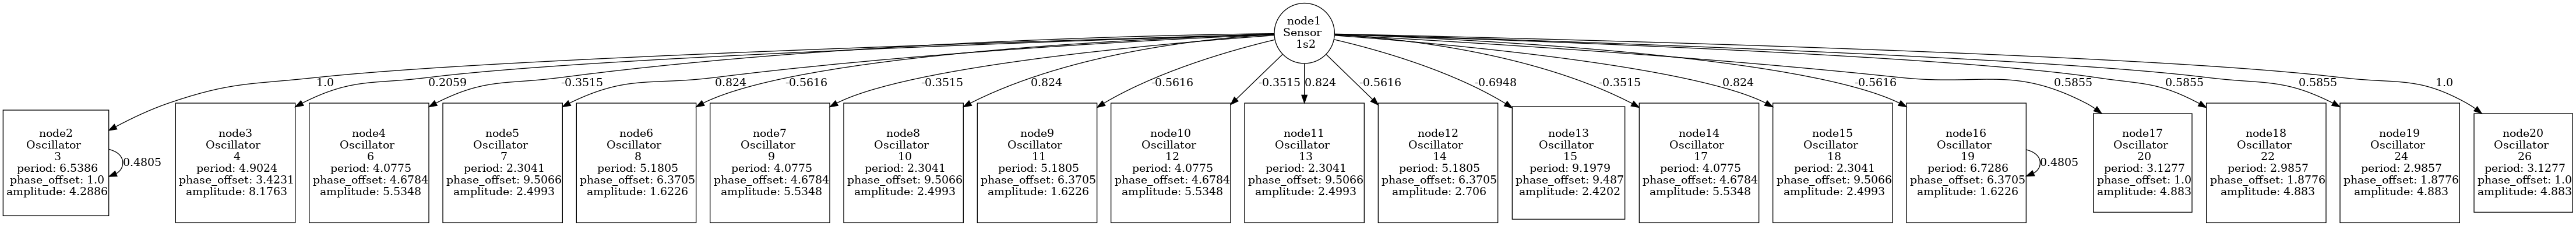 node1
Sensor
1s2
1.0
0.2059
-0.3515
0.824
-0.5616
-0.3515
0.824
-0.5616
-0.3515
0.824
-0.5616
-0.6948
-0.3515
0.824
-0.5616
0.5855
0.5855
0.5855
1.0
node2
Oscillator
3
period: 6.5386
phase_offset: 1.0
amplitude: 4.2886
0.4805
node3
Oscillator
4
period: 4.9024
phase_offset: 3.4231
amplitude: 8.1763
node4
Oscillator
6
period: 4.0775
phase_offset: 4.6784
amplitude: 5.5348
node5
Oscillator
7
period: 2.3041
phase_offset: 9.5066
amplitude: 2.4993
node6
Oscillator
8
period: 5.1805
phase_offset: 6.3705
amplitude: 1.6226
node7
Oscillator
9
period: 4.0775
phase_offset: 4.6784
amplitude: 5.5348
node8
Oscillator
10
period: 2.3041
phase_offset: 9.5066
amplitude: 2.4993
node9
Oscillator
11
period: 5.1805
phase_offset: 6.3705
amplitude: 1.6226
node10
Oscillator
12
period: 4.0775
phase_offset: 4.6784
amplitude: 5.5348
node11
Oscillator
13
period: 2.3041
phase_offset: 9.5066
amplitude: 2.4993
node12
Oscillator
14
period: 5.1805
phase_offset: 6.3705
amplitude: 2.706
node13
Oscillator
15
period: 9.1979
phase_offset: 9.487
amplitude: 2.4202
node14
Oscillator
17
period: 4.0775
phase_offset: 4.6784
amplitude: 5.5348
node15
Oscillator
18
period: 2.3041
phase_offset: 9.5066
amplitude: 2.4993
node16
Oscillator
19
period: 6.7286
phase_offset: 6.3705
amplitude: 1.6226
0.4805
node17
Oscillator
20
period: 3.1277
phase_offset: 1.0
amplitude: 4.883
node18
Oscillator
22
period: 2.9857
phase_offset: 1.8776
amplitude: 4.883
node19
Oscillator
24
period: 2.9857
phase_offset: 1.8776
amplitude: 4.883
node20
Oscillator
26
period: 3.1277
phase_offset: 1.0
amplitude: 4.883